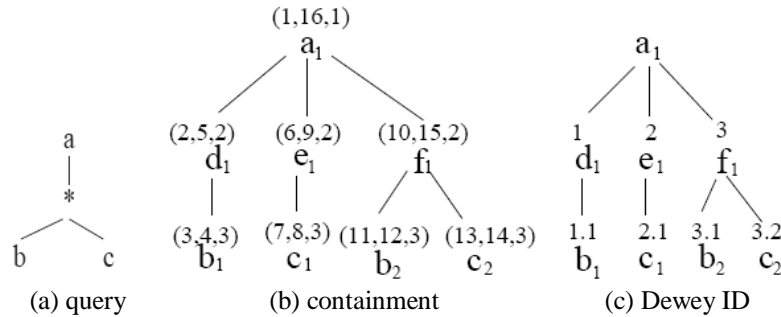 (1,16,1)
a₁ a₁
(2,5,2) (6,9,2) (10,15,2) 1 2 3
a d₁ e₁ f₁ d₁ e₁ f₁
*
(3,4,3) (7,8,3) (11,12,3) (13,14,3) 1.1 2.1 3.1 3.2
b c b₁ c₁ b₂ c₂ b₁ c₁ b₂ c₂
(a) query (b) containment (c) Dewey ID